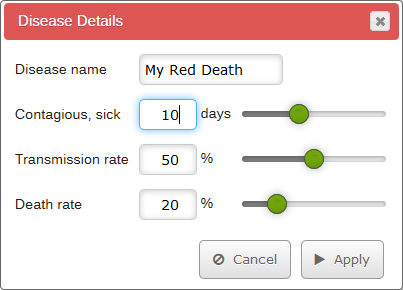 Disease Details
Disease name My Red Death
Contagious, sick 10 days
Transmission rate 50 %
Death rate 20 %
Cancel Apply